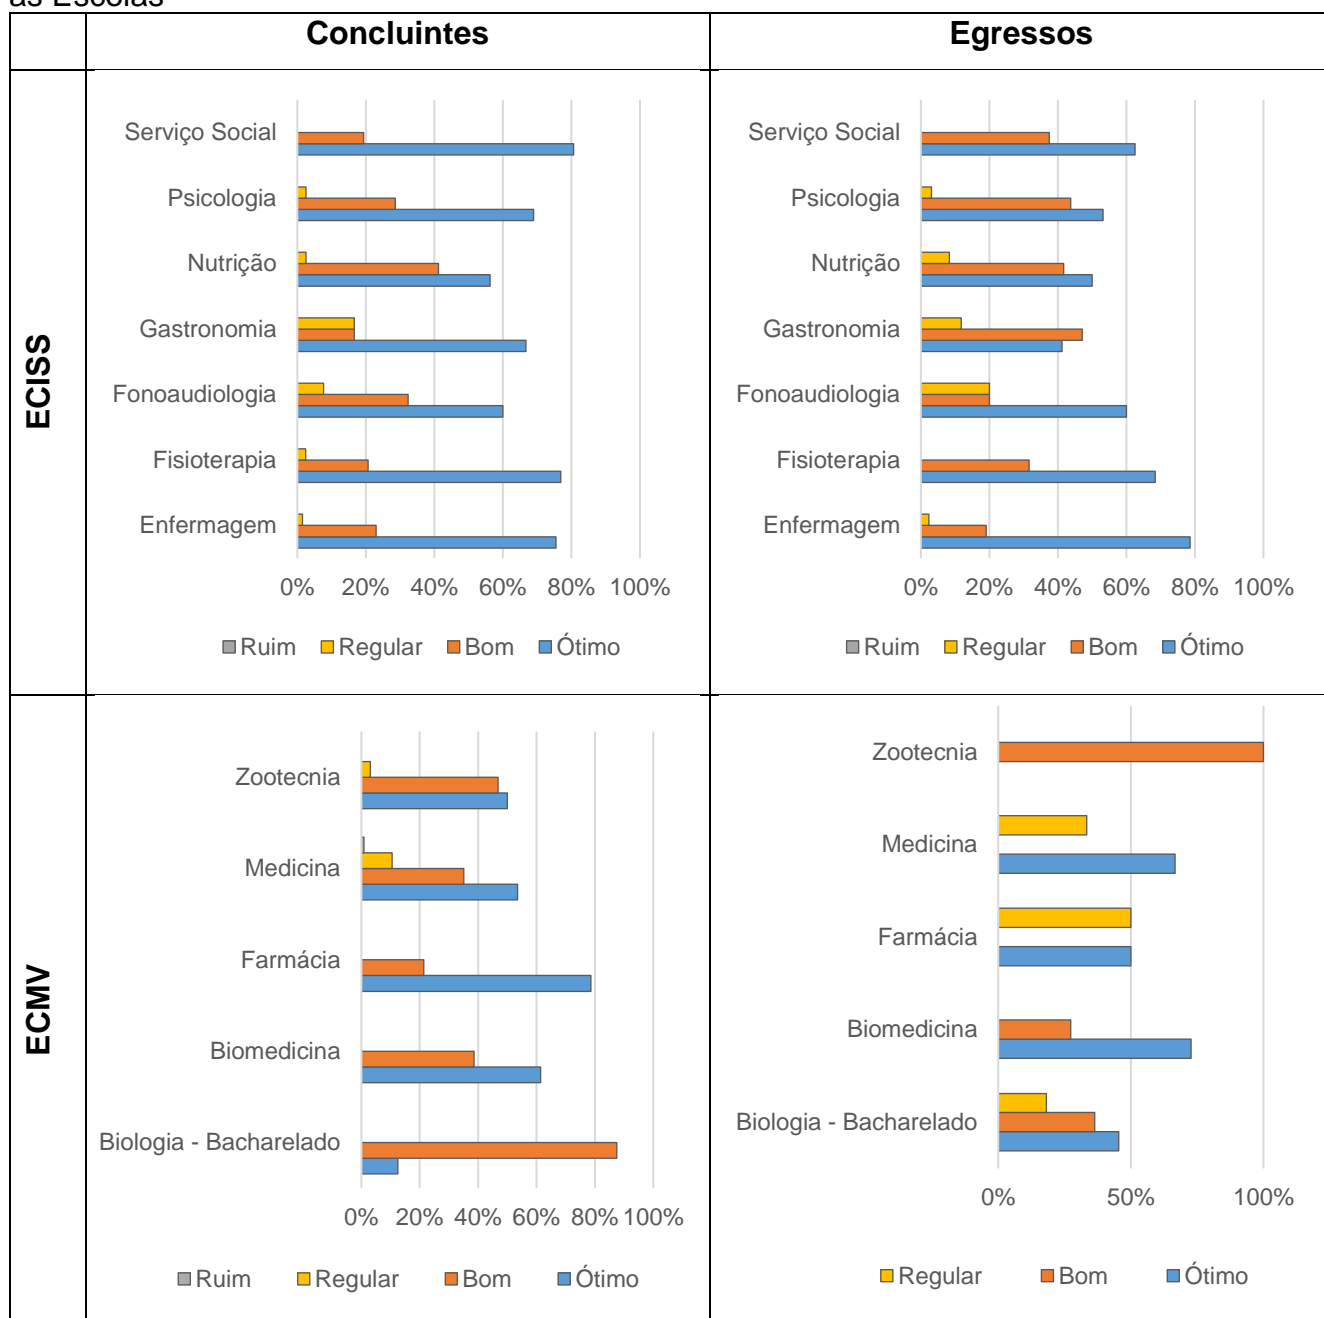 as Escolas
Concluintes
Egressos
ECISS
Serviço Social
Psicologia
Nutrição
Gastronomia
Fonoaudiologia
Fisioterapia
Enfermagem
0% 20% 40% 60% 80% 100%
Ruim Regular Bom Ótimo
Serviço Social
Psicologia
Nutrição
Gastronomia
Fonoaudiologia
Fisioterapia
Enfermagem
0% 20% 40% 60% 80% 100%
Ruim Regular Bom Ótimo
ECMV
Zootecnia
Medicina
Farmácia
Biomedicina
Biologia - Bacharelado
0% 20% 40% 60% 80% 100%
Ruim Regular Bom Ótimo
Zootecnia
Medicina
Farmácia
Biomedicina
Biologia - Bacharelado
0% 50% 100%
Regular Bom Ótimo